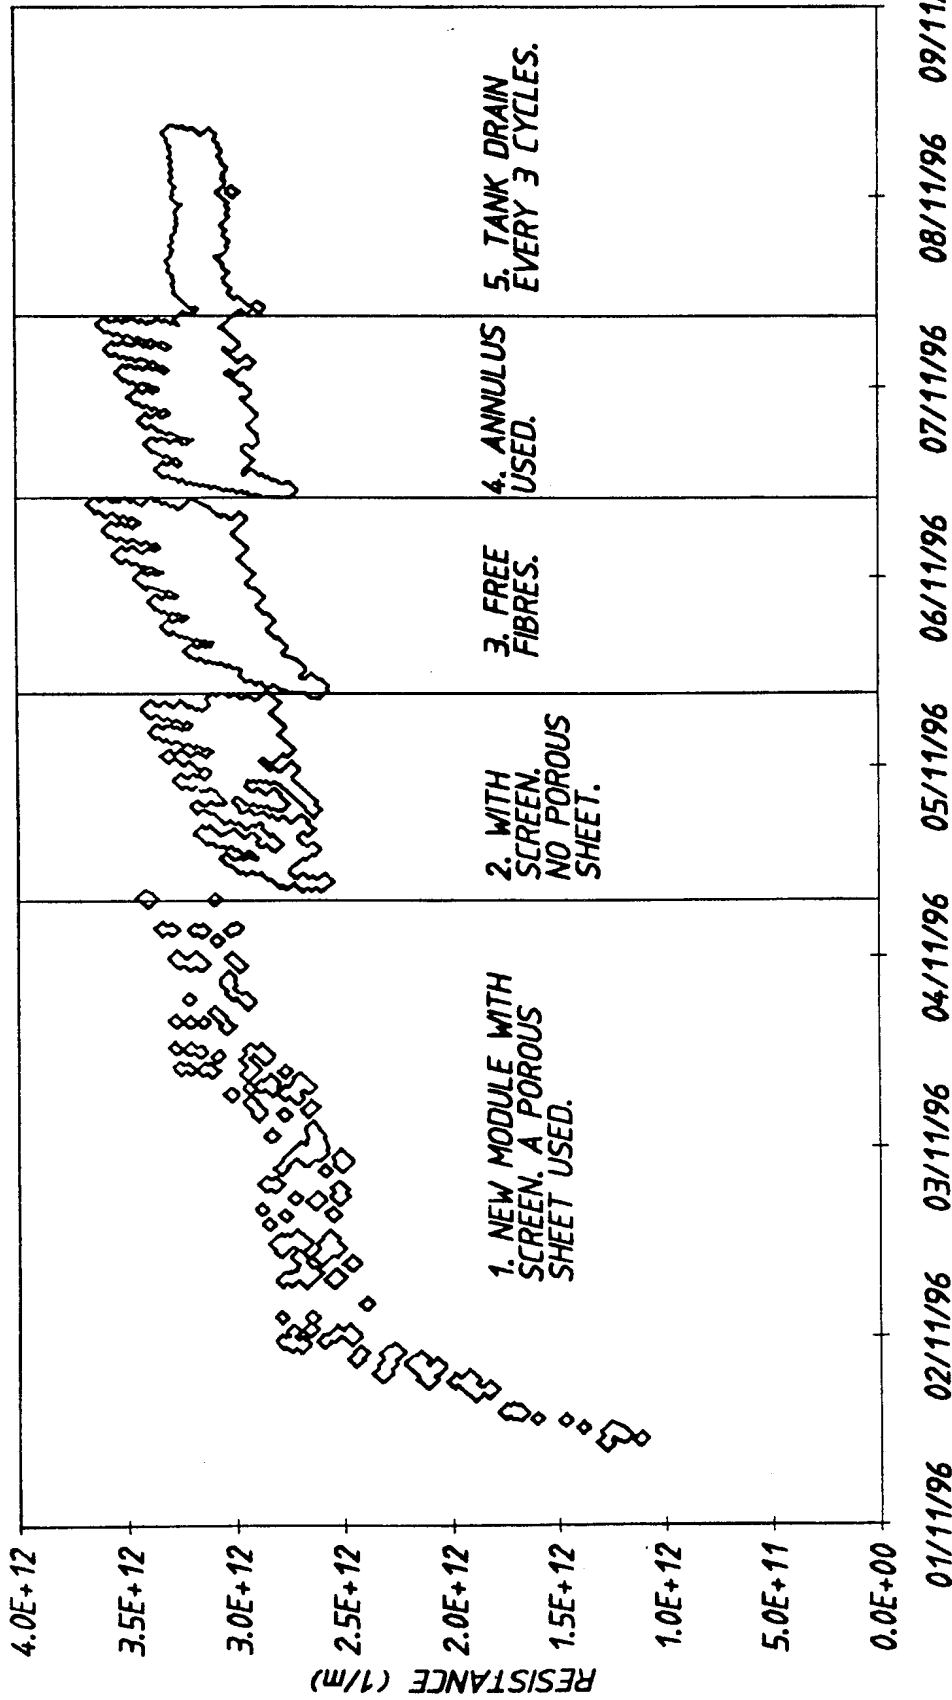 RESISTANCE (1/m)
4.0E+12
3.5E+12
3.0E+12
2.5E+12
2.0E+12
1.5E+12
1.0E+12
5.0E+11
0.0E+00
1. NEW MODULE WITH
SCREEN. A POROUS
SHEET USED.
2. WITH
SCREEN.
NO POROUS
SHEET.
3. FREE
FIBRES.
4. ANNULUS
USED.
5. TANK DRAIN
EVERY 3 CYCLES.
01/11/96
02/11/96
03/11/96
04/11/96
05/11/96
06/11/96
07/11/96
08/11/96
09/11/